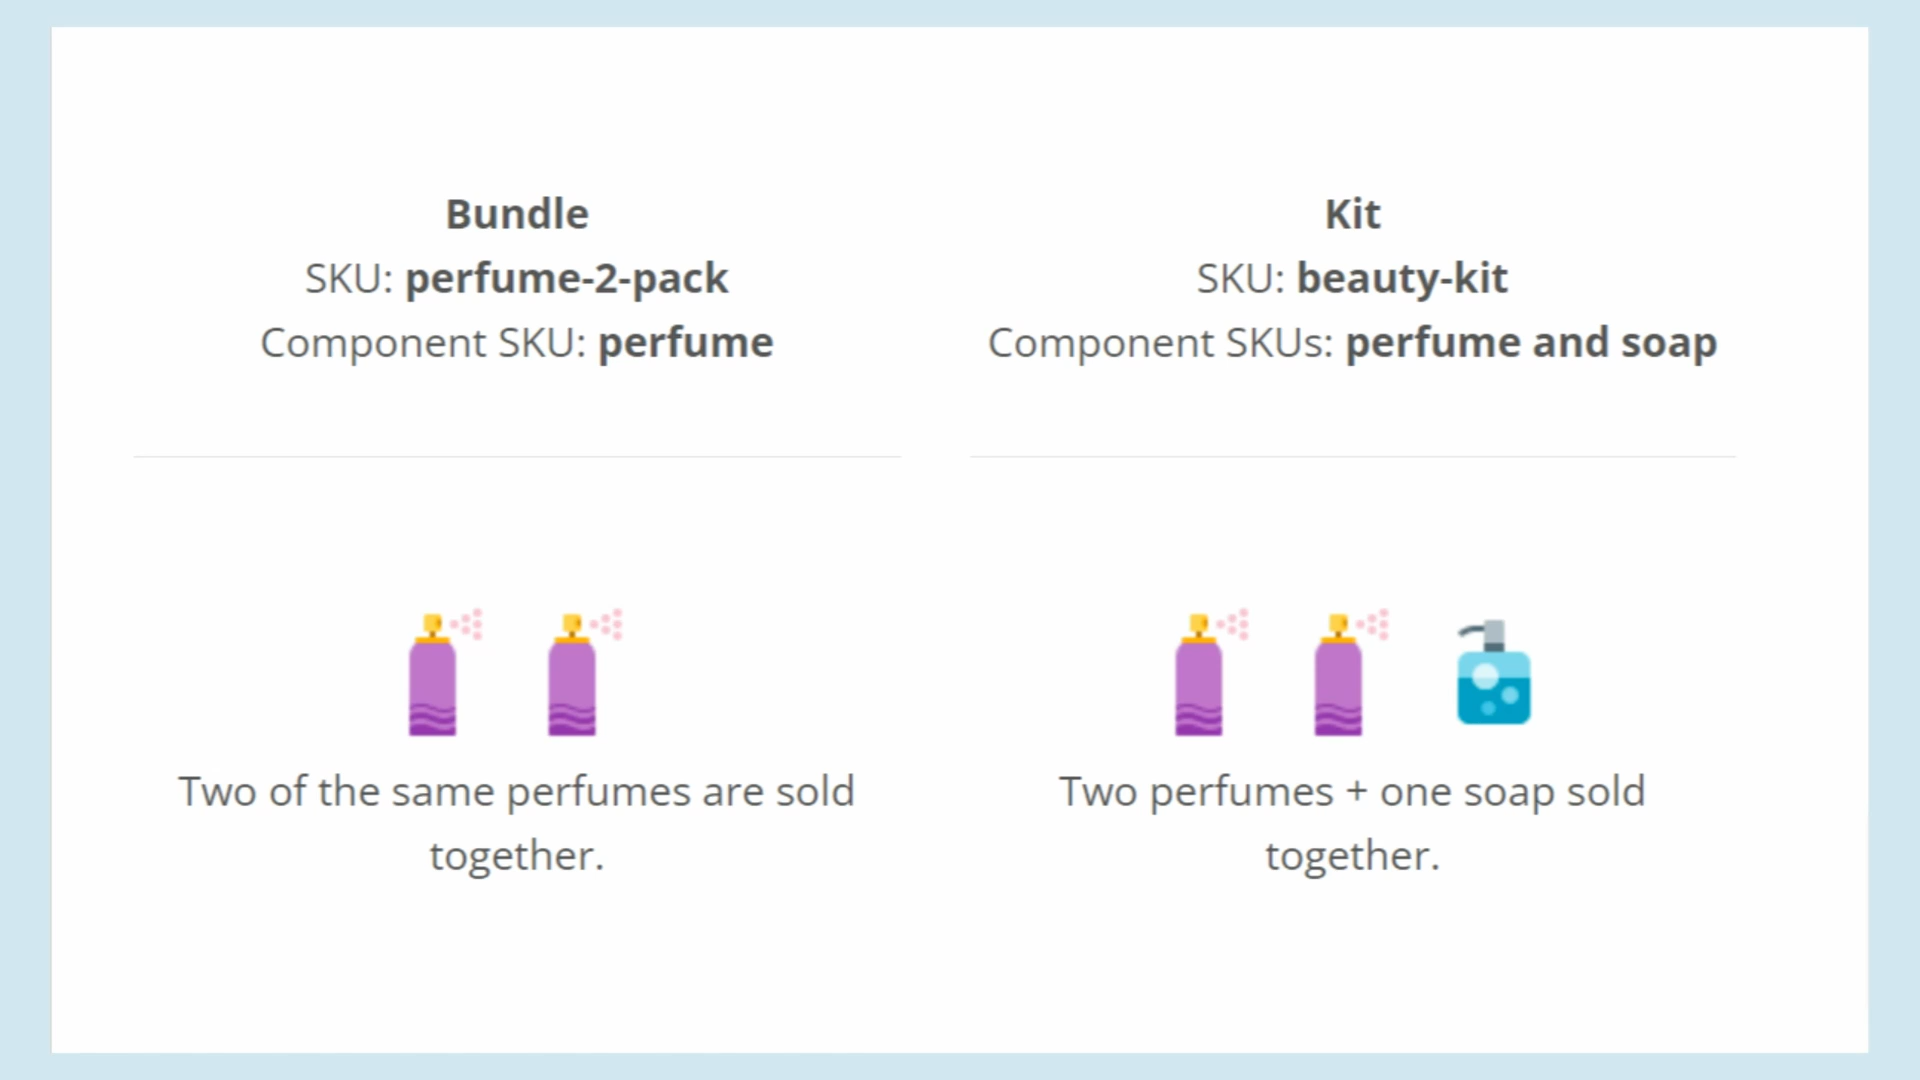 Bundle
SKU: perfume-2-pack
Component SKU: perfume
Two of the same perfumes are sold
together.
Kit
SKU: beauty-kit
Component SKUs: perfume and soap
Two perfumes + one soap sold
together.